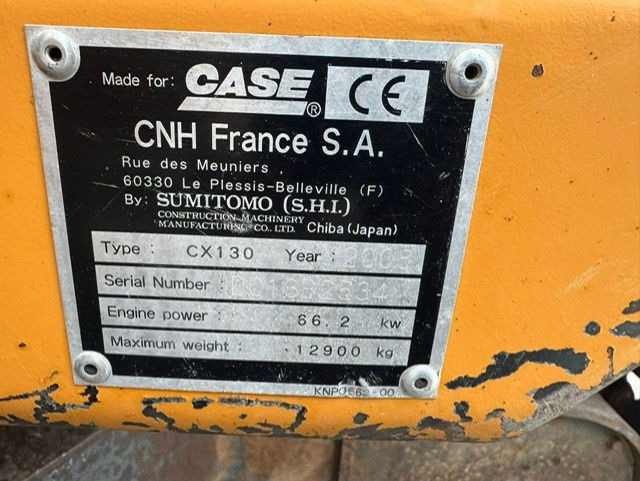 Made for: CASE ® CE
CNH France S.A.
Rue des Meuniers
60330 Le Plessis-Belleville (F)
By: SUMITOMO (S.H.I.)
CONSTRUCTION MACHINERY
MANUFACTURING CO., LTD. Chiba (Japan)
Type : CX130 Year :
Serial Number :
Engine power : 66.2 kw
Maximum weight : 12900 kg